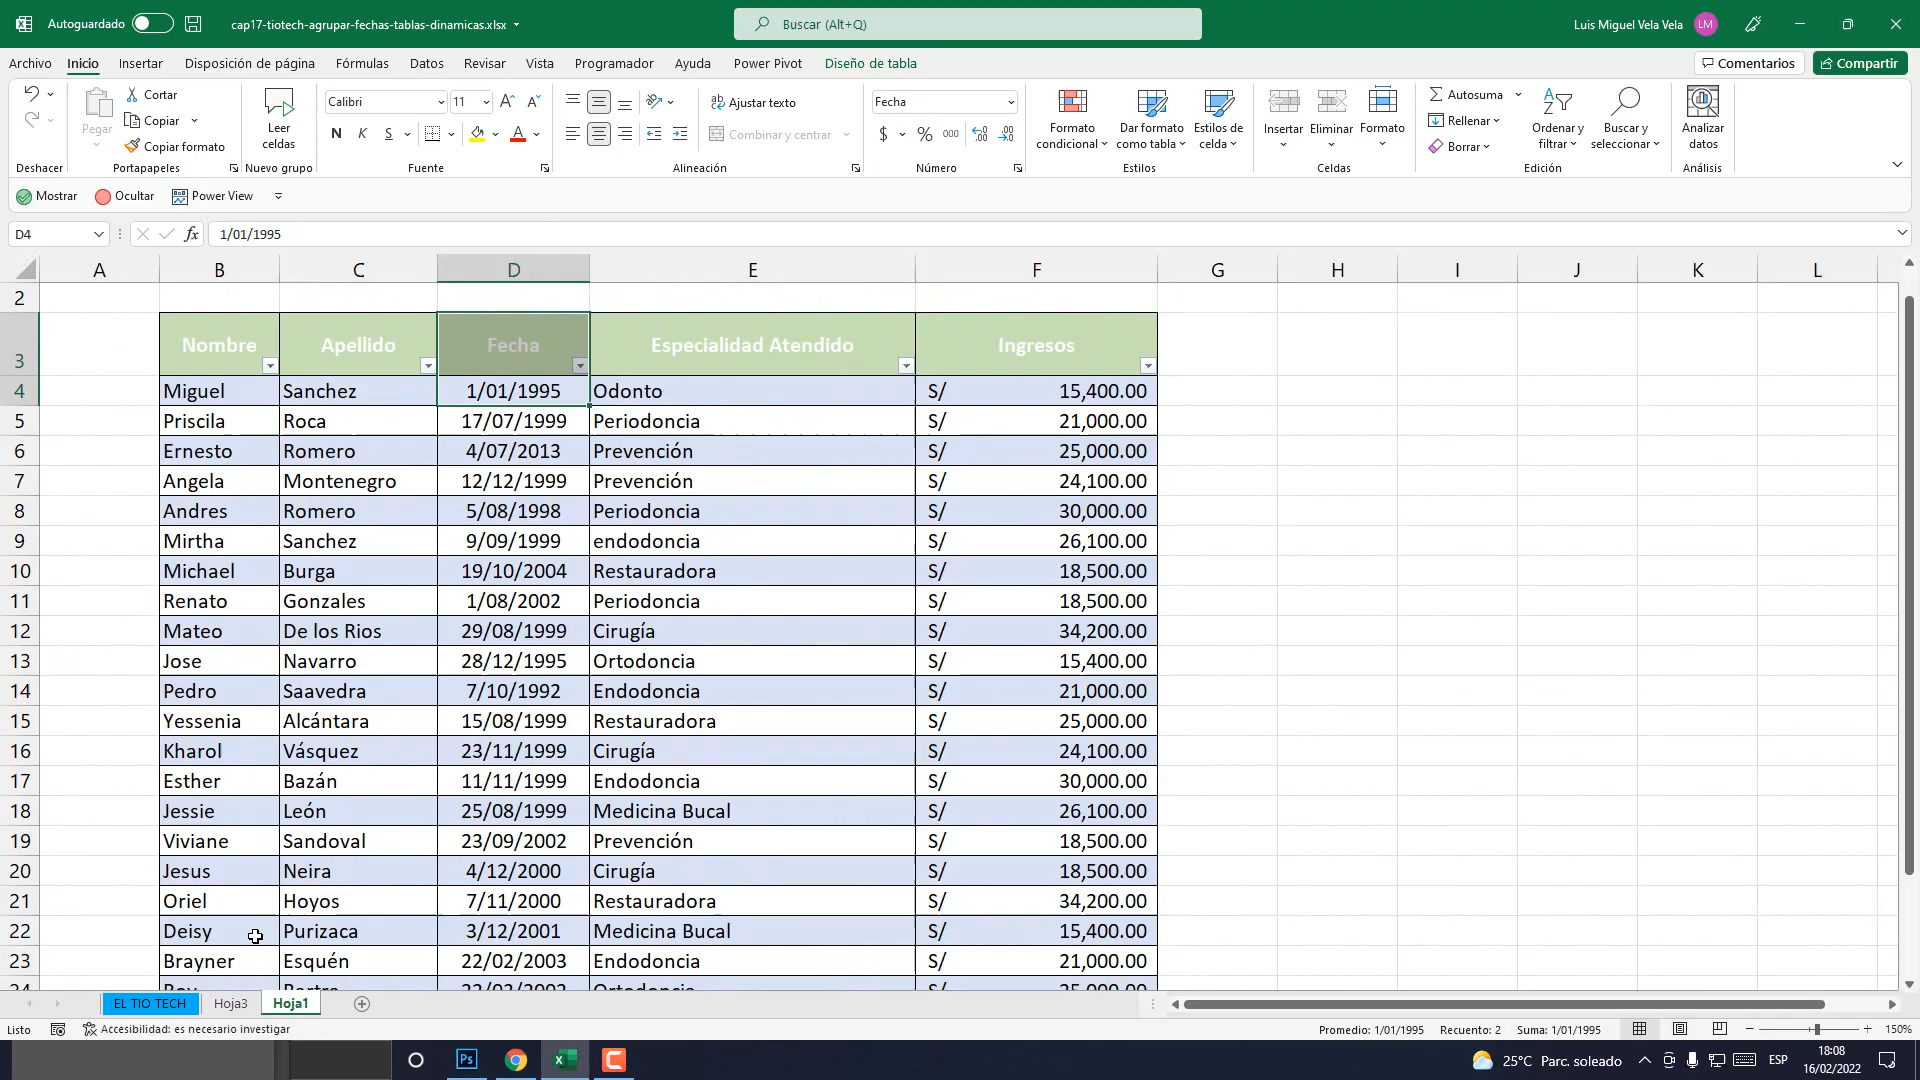 Autoguardado cap17-tiotech-agrupar-fechas-tablas-dinamicas.xlsx Buscar (Alt+Q) Luis Miguel Vela Vela LM
Archivo Inicio Insertar Disposición de página Fórmulas Datos Revisar Vista Programador Ayuda Power Pivot Diseño de tabla Comentarios Compartir
Cortar Calibri 11 Ajustar texto Fecha Autosuma
Pegar Copiar Leer celdas N K S Combinar y centrar $ % 000 Formato condicional Dar formato como tabla Estilos de celda Insertar Eliminar Formato Rellenar Ordenar y filtrar Buscar y seleccionar Analizar datos
Copiar formato Borrar
Deshacer Portapapeles Nuevo grupo Fuente Alineación Número Estilos Celdas Edición Análisis
Mostrar Ocultar Power View
D4 fx 1/01/1995
A B C D E F G H I J K L
2
3 Nombre Apellido Fecha Especialidad Atendido Ingresos
4 Miguel Sanchez 1/01/1995 Odonto S/ 15,400.00
5 Priscila Roca 17/07/1999 Periodoncia S/ 21,000.00
6 Ernesto Romero 4/07/2013 Prevención S/ 25,000.00
7 Angela Montenegro 12/12/1999 Prevención S/ 24,100.00
8 Andres Romero 5/08/1998 Periodoncia S/ 30,000.00
9 Mirtha Sanchez 9/09/1999 endodoncia S/ 26,100.00
10 Michael Burga 19/10/2004 Restauradora S/ 18,500.00
11 Renato Gonzales 1/08/2002 Periodoncia S/ 18,500.00
12 Mateo De los Rios 29/08/1999 Cirugía S/ 34,200.00
13 Jose Navarro 28/12/1995 Ortodoncia S/ 15,400.00
14 Pedro Saavedra 7/10/1992 Endodoncia S/ 21,000.00
15 Yessenia Alcántara 15/08/1999 Restauradora S/ 25,000.00
16 Kharol Vásquez 23/11/1999 Cirugía S/ 24,100.00
17 Esther Bazán 11/11/1999 Endodoncia S/ 30,000.00
18 Jessie León 25/08/1999 Medicina Bucal S/ 26,100.00
19 Viviane Sandoval 23/09/2002 Prevención S/ 18,500.00
20 Jesus Neira 4/12/2000 Cirugía S/ 18,500.00
21 Oriel Hoyos 7/11/2000 Restauradora S/ 34,200.00
22 Deisy Purizaca 3/12/2001 Medicina Bucal S/ 15,400.00
23 Brayner Esquén 22/02/2003 Endodoncia S/ 21,000.00
EL TIO TECH Hoja3 Hoja1
Listo Accesibilidad: es necesario investigar Promedio: 1/01/1995 Recuento: 2 Suma: 1/01/1995 150%
Ps 25°C Parc. soleado ESP 18:08
16/02/2022